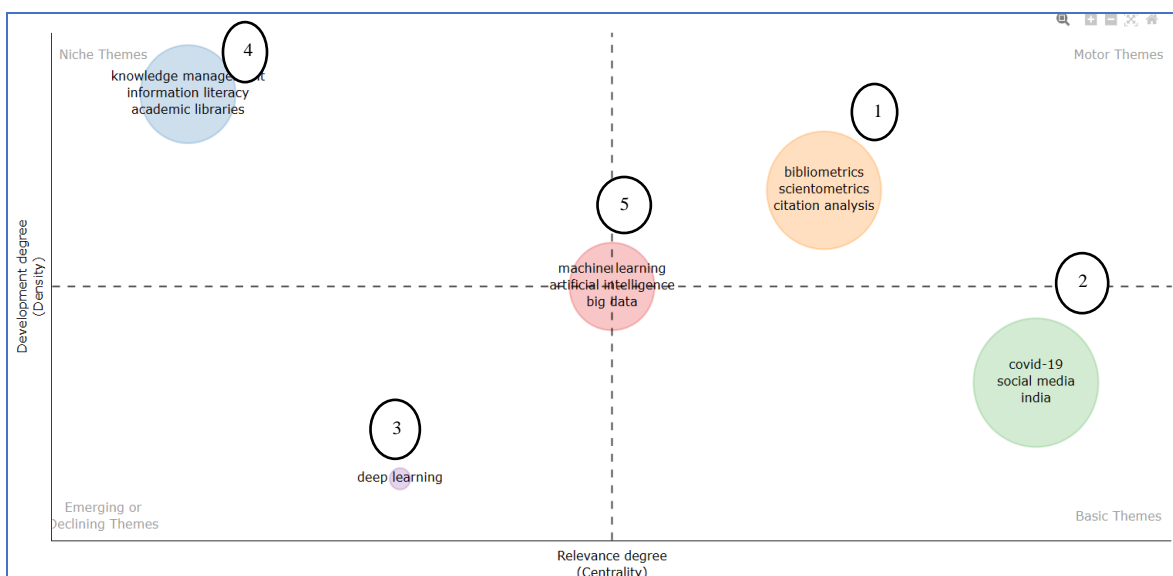 Niche Themes
4
Motor Themes
knowledge management
information literacy
academic libraries
1
bibliometrics
scientometrics
citation analysis
5
machine learning
artificial intelligence
big data
2
covid-19
social media
india
3
deep learning
Emerging or
Declining Themes
Basic Themes
Development degree
(Density)
Relevance degree
(Centrality)